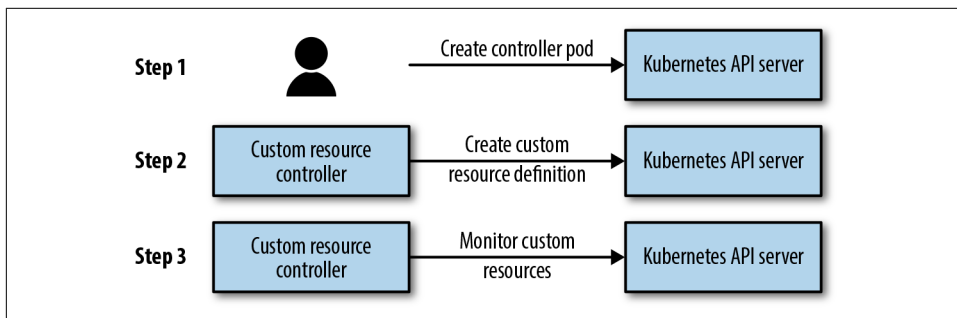 Step 1
Create controller pod
Kubernetes API server
Step 2
Custom resource
controller
Create custom
resource definition
Kubernetes API server
Step 3
Custom resource
controller
Monitor custom
resources
Kubernetes API server